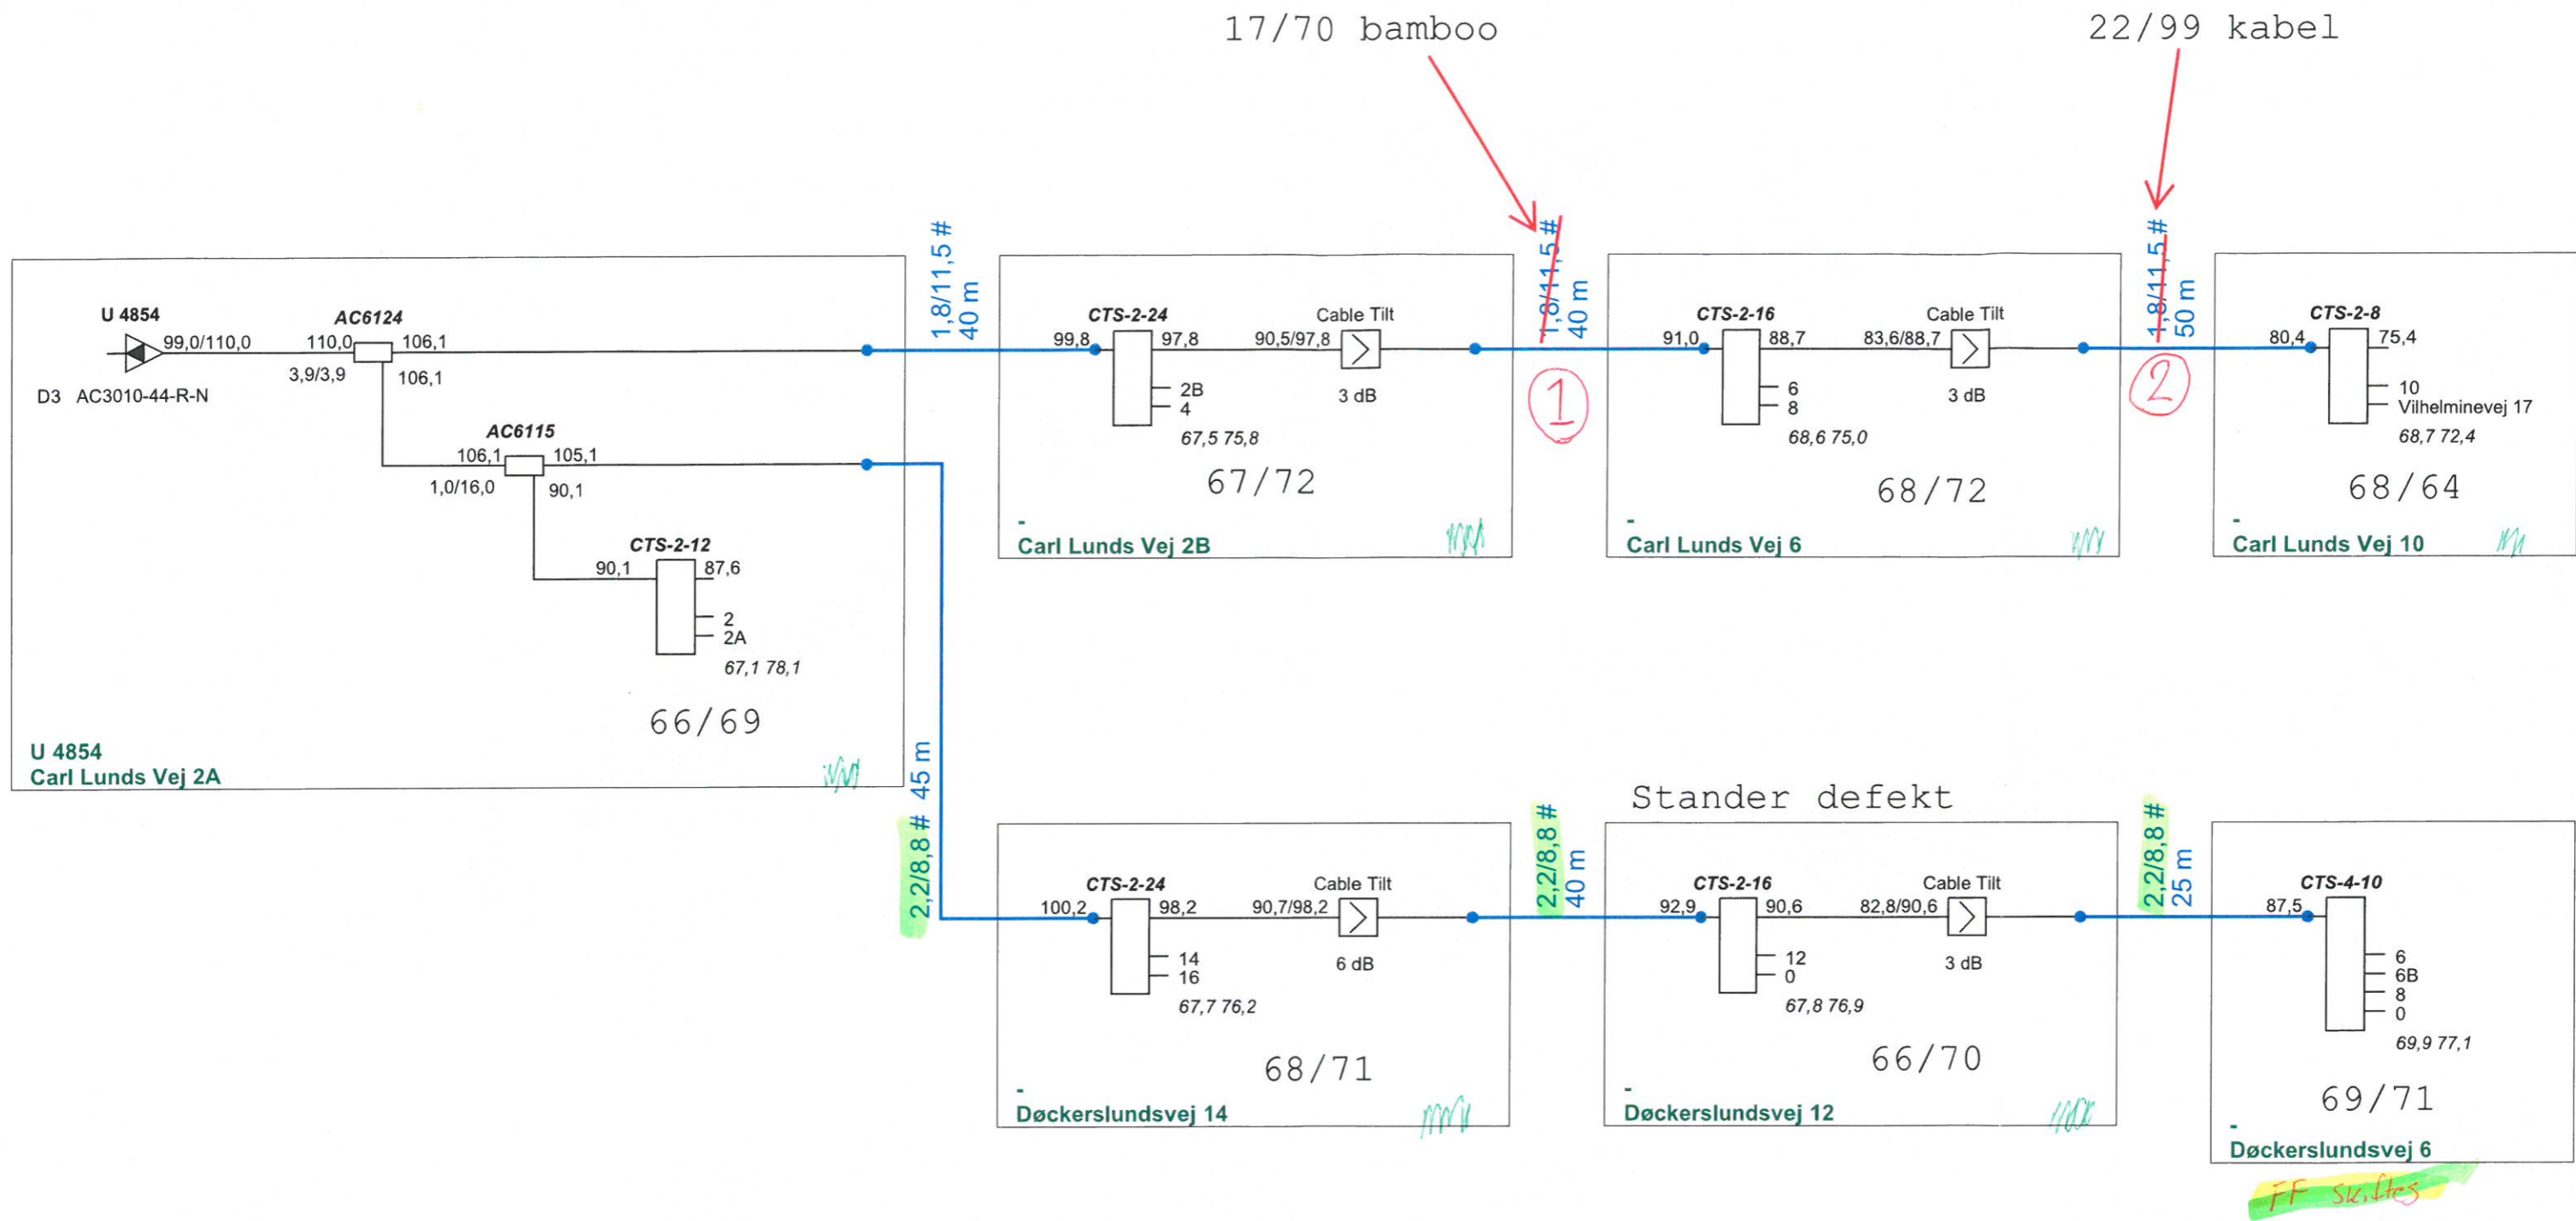 17/70 bamboo
22/99 kabel
1,8/11,5 #
40 m
1,8/11,5 #
40 m
1,8/11,5 #
50 m
U 4854
99,0/110,0
D3 AC3010-44-R-N
AC6124
110,0
106,1
3,9/3,9
106,1
AC6115
106,1
105,1
1,0/16,0
90,1
CTS-2-12
90,1
87,6
2
2A
67,1 78,1
66/69
U 4854
Carl Lunds Vej 2A
CTS-2-24
99,8
97,8
2B
4
67,5 75,8
90,5/97,8
Cable Tilt
3 dB
67/72
-
Carl Lunds Vej 2B
1
CTS-2-16
91,0
88,7
6
8
68,6 75,0
83,6/88,7
Cable Tilt
3 dB
68/72
-
Carl Lunds Vej 6
2
CTS-2-8
80,4
75,4
10
Vilhelminevej 17
68,7 72,4
68/64
-
Carl Lunds Vej 10
2,2/8,8 # 45 m
CTS-2-24
100,2
98,2
14
16
67,7 76,2
90,7/98,2
Cable Tilt
6 dB
68/71
-
Døckerslundsvej 14
2,2/8,8 #
40 m
Stander defekt
CTS-2-16
92,9
90,6
12
0
67,8 76,9
82,8/90,6
Cable Tilt
3 dB
66/70
-
Døckerslundsvej 12
2,2/8,8 #
25 m
CTS-4-10
87,5
6
6B
8
0
69,9 77,1
69/71
-
Døckerslundsvej 6
FF skiftes